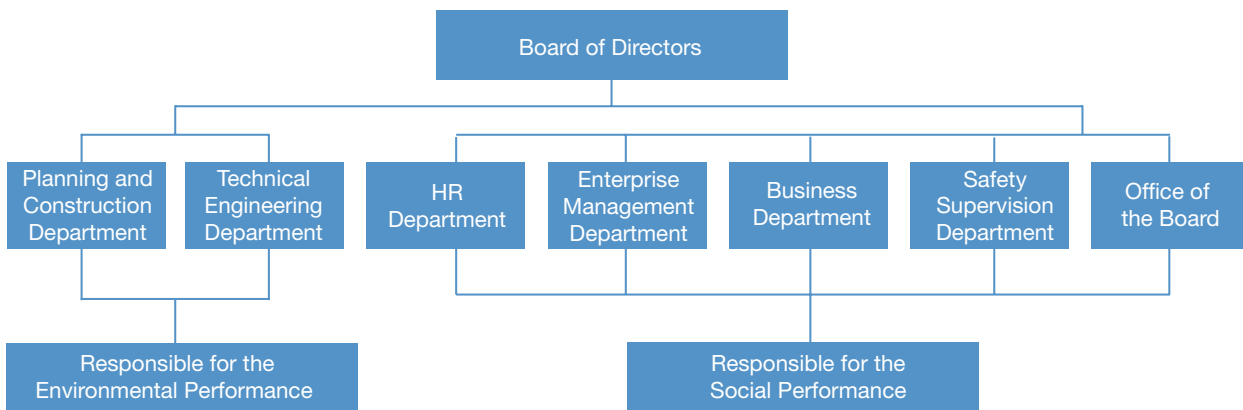 Board of Directors
Planning and
Construction
Department
Technical
Engineering
Department
HR
Department
Enterprise
Management
Department
Business
Department
Safety
Supervision
Department
Office of
the Board
Responsible for the
Environmental Performance
Responsible for the
Social Performance